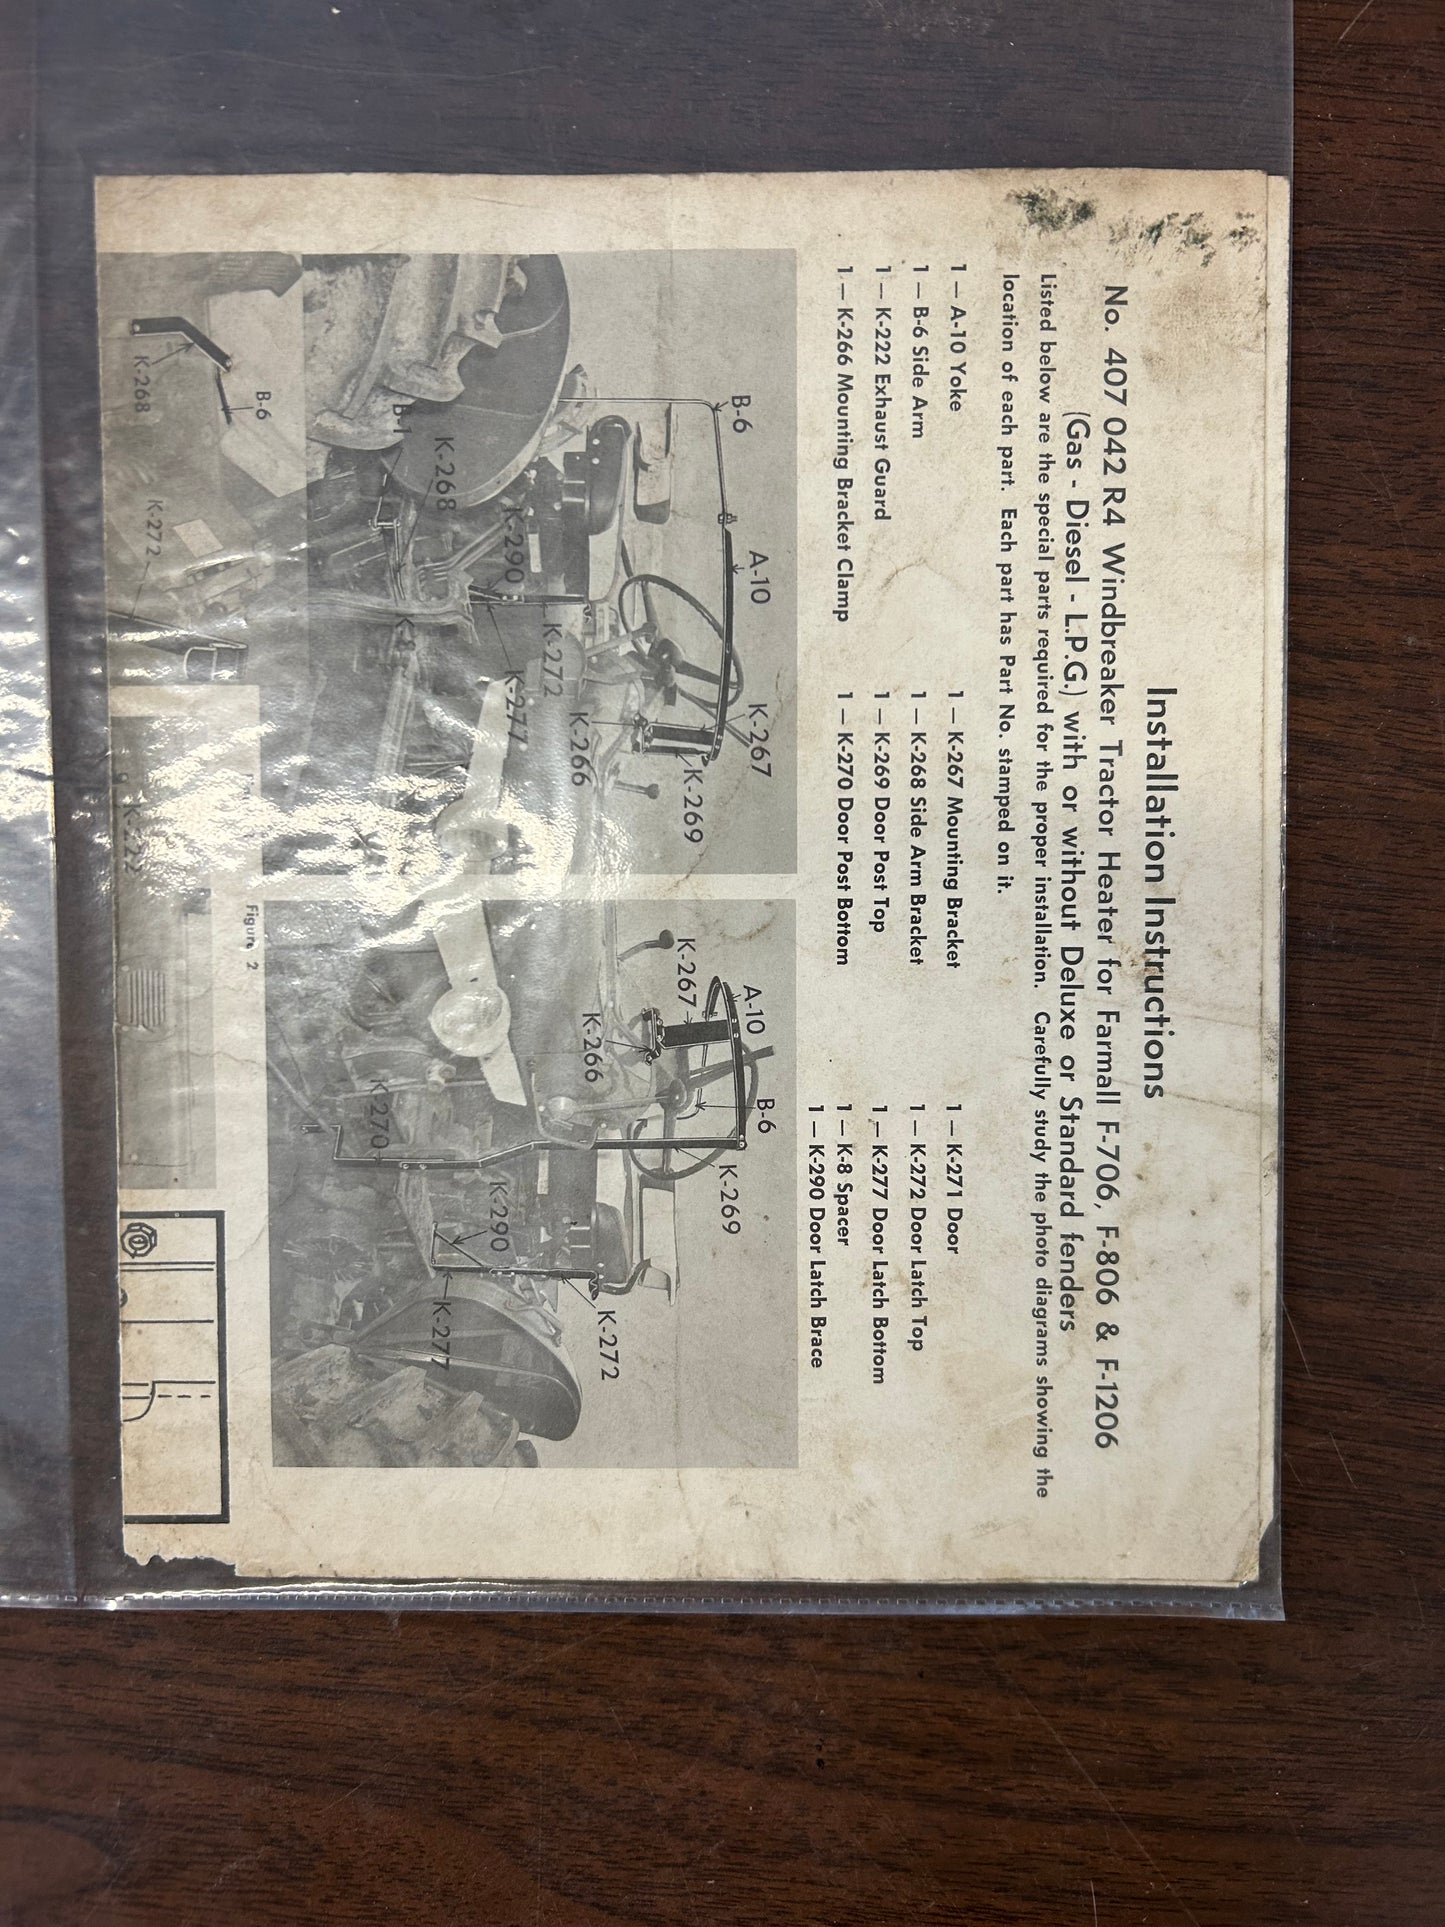 Installation Instructions
No. 407 042 R4 Windbreaker Tractor Heater for Farmall F-706, F-806 & F-1206
(Gas - Diesel - L.P.G.) with or without Deluxe or Standard fenders
Listed below are the special parts required for the proper installation. Carefully study the photo diagrams showing the
location of each part. Each part has Part No. stamped on it.
1 — A-10 Yoke
1 — B-6 Side Arm
1 — K-222 Exhaust Guard
1 — K-266 Mounting Bracket Clamp
1 — K-267 Mounting Bracket
1 — K-268 Side Arm Bracket
1 — K-269 Door Post Top
1 — K-270 Door Post Bottom
1 — K-271 Door
1 — K-272 Door Latch Top
1 — K-277 Door Latch Bottom
1 — K-8 Spacer
1 — K-290 Door Latch Brace
B-6
A-10
K-267
K-269
K-266
K-272
K-277
K-290
K-268
B-1
K-8
A-10
K-267
B-6
K-269
K-266
K-272
K-290
K-270
K-277
B-6
K-268
K-272
Figure 2
K-222